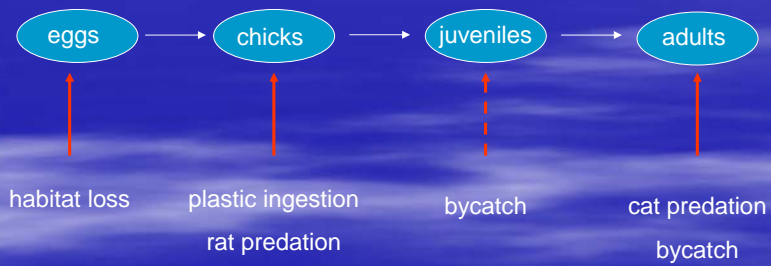 eggs chicks juveniles adults
habitat loss plastic ingestion bycatch cat predation
rat predation bycatch